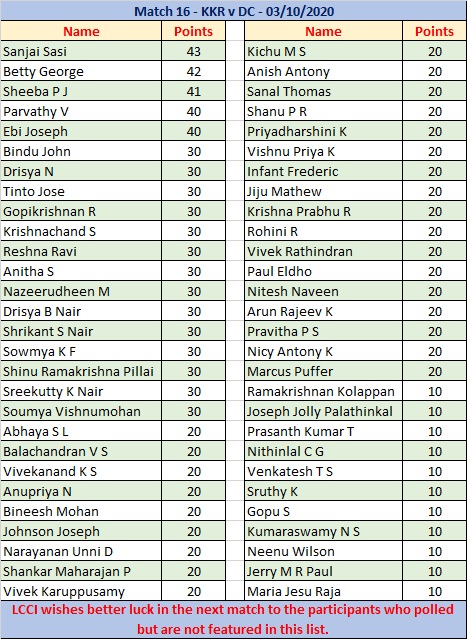 Match 16 - KKR v DC - 03/10/2020
Name Points Name Points
Sanjai Sasi 43 Kichu M S 20
Betty George 42 Anish Antony 20
Sheeba P J 41 Sanal Thomas 20
Parvathy V 40 Shanu P R 20
Ebi Joseph 40 Priyadharshini K 20
Bindu John 30 Vishnu Priya K 20
Drisya N 30 Infant Frederic 20
Tinto Jose 30 Jiju Mathew 20
Gopikrishnan R 30 Krishna Prabhu R 20
Krishnachand S 30 Rohini R 20
Reshna Ravi 30 Vivek Rathindran 20
Anitha S 30 Paul Eldho 20
Nazeerudheen M 30 Nitesh Naveen 20
Drisya B Nair 30 Arun Rajeev K 20
Shrikant S Nair 30 Pravitha P S 20
Sowmya K F 30 Nicy Antony K 20
Shinu Ramakrishna Pillai 30 Marcus Puffer 20
Sreekutty K Nair 30 Ramakrishnan Kolappan 10
Soumya Vishnumohan 30 Joseph Jolly Palathinkal 10
Abhaya S L 20 Prasanth Kumar T 10
Balachandran V S 20 Nithinlal C G 10
Vivekanand K S 20 Venkatesh T S 10
Anupriya N 20 Sruthy K 10
Bineesh Mohan 20 Gopu S 10
Johnson Joseph 20 Kumaraswamy N S 10
Narayanan Unni D 20 Neenu Wilson 10
Shankar Maharajan P 20 Jerry M R Paul 10
Vivek Karuppusamy 20 Maria Jesu Raja 10
LCCI wishes better luck in the next match to the participants who polled
but are not featured in this list.